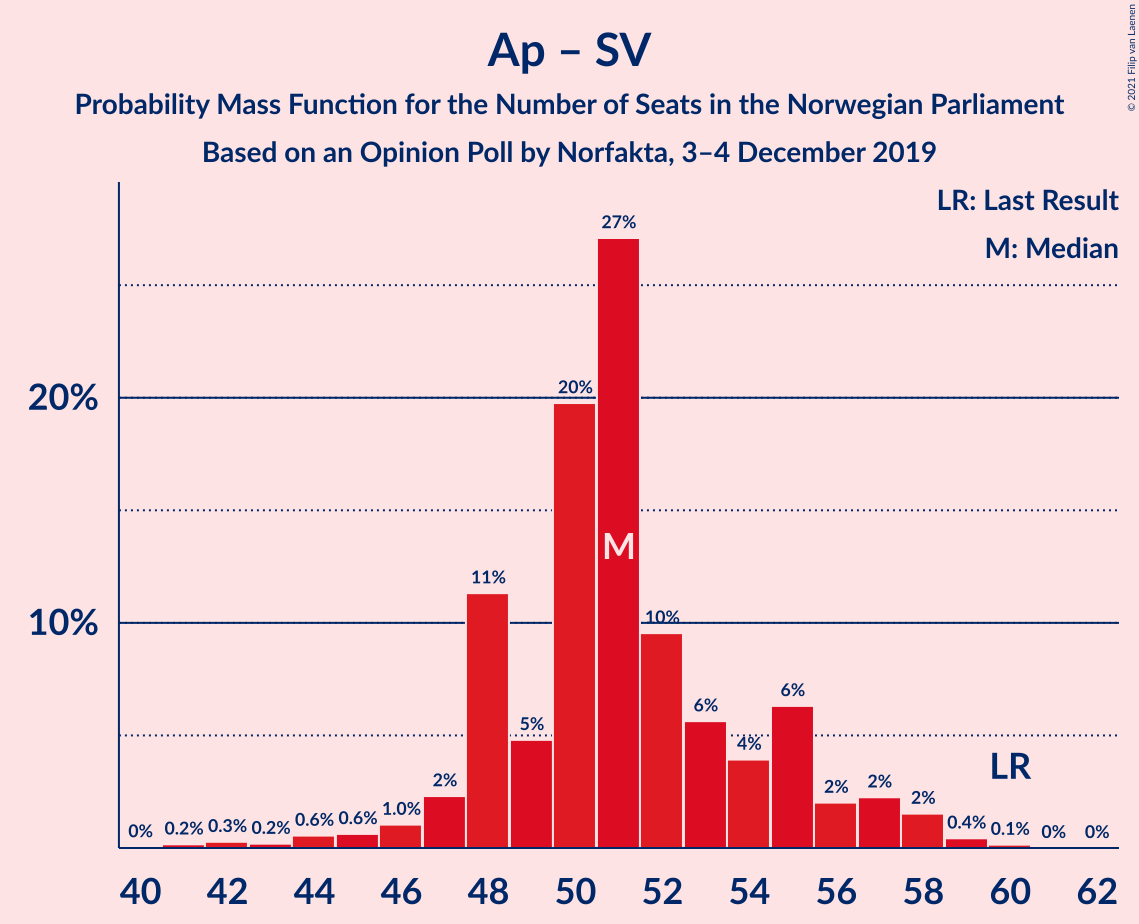 Ap – SV
Probability Mass Function for the Number of Seats in the Norwegian Parliament
Based on an Opinion Poll by Norfakta, 3–4 December 2019
© 2021 Filip van Laenen
LR: Last Result
M: Median
27%
20%
20%
M
11%
10%
10%
6%
6%
5%
4%
LR
2%
2%
2%
2%
0% 0.2% 0.3% 0.2% 0.6% 0.6% 1.0% 0.4% 0.1% 0% 0%
40 42 44 46 48 50 52 54 56 58 60 62